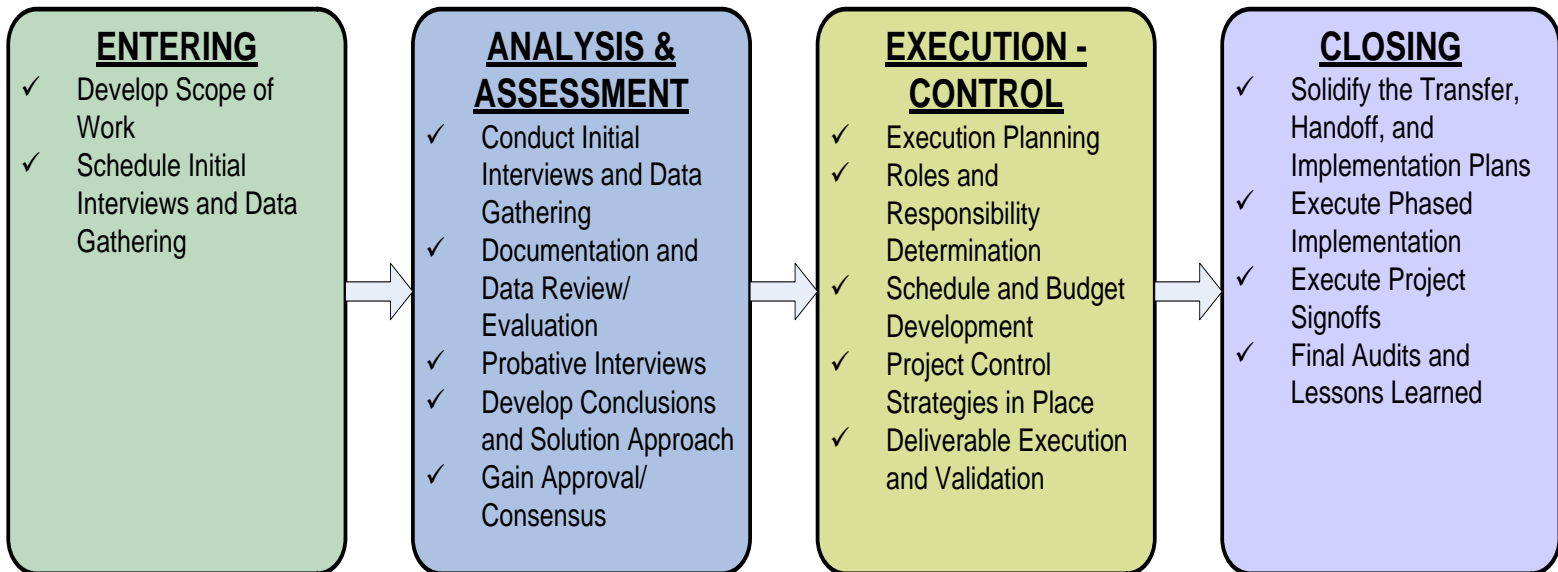 ENTERING
✓ Develop Scope of
Work
✓ Schedule Initial
Interviews and Data
Gathering
ANALYSIS &
ASSESSMENT
✓ Conduct Initial
Interviews and Data
Gathering
✓ Documentation and
Data Review/
Evaluation
✓ Probative Interviews
✓ Develop Conclusions
and Solution Approach
✓ Gain Approval/
Consensus
EXECUTION -
CONTROL
✓ Execution Planning
✓ Roles and
Responsibility
Determination
✓ Schedule and Budget
Development
✓ Project Control
Strategies in Place
✓ Deliverable Execution
and Validation
CLOSING
✓ Solidify the Transfer,
Handoff, and
Implementation Plans
✓ Execute Phased
Implementation
✓ Execute Project
Signoffs
✓ Final Audits and
Lessons Learned